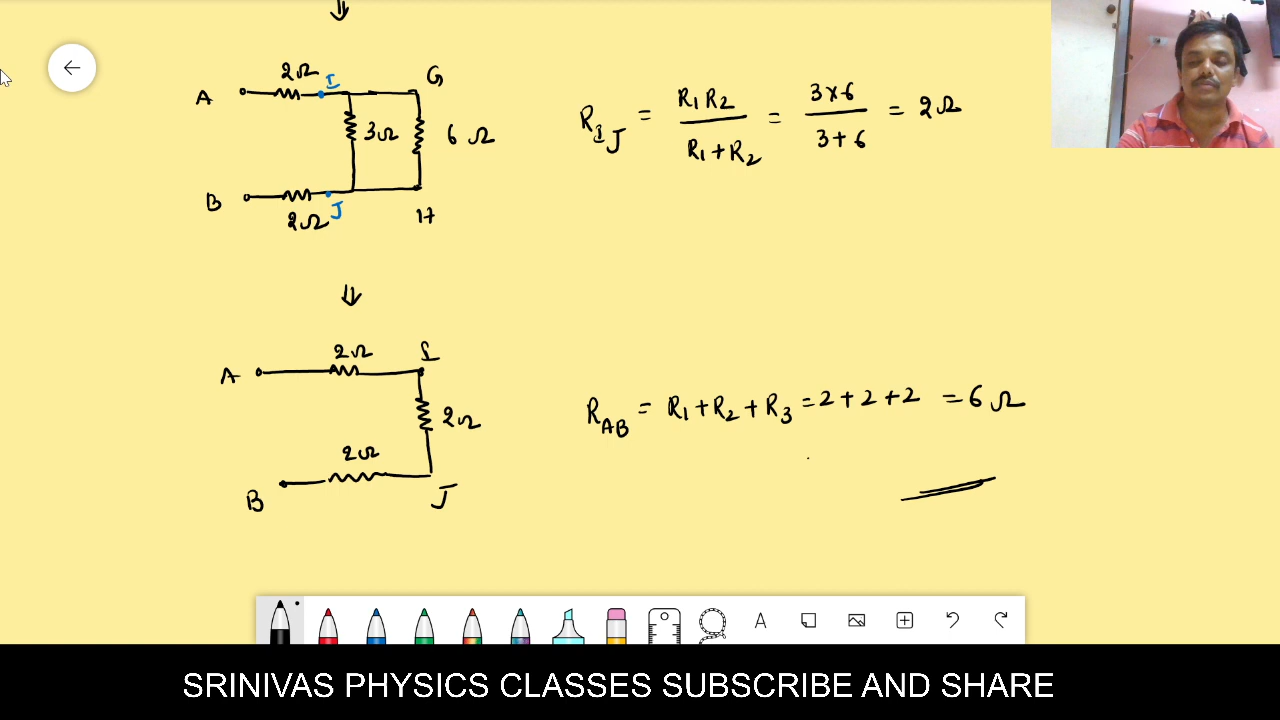 2Ω I G
A
3Ω 6 Ω
B
2Ω J H
R_IJ = R₁R₂/(R₁+R₂) = 3×6/(3+6) = 2Ω
⇓
2Ω I
A
2Ω
2Ω
B J
R_AB = R₁+R₂+R₃ = 2+2+2 = 6Ω
A
SRINIVAS PHYSICS CLASSES SUBSCRIBE AND SHARE